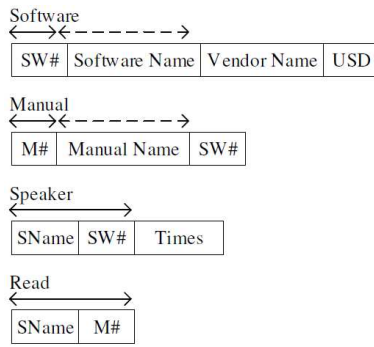 Software
SW# Software Name Vendor Name USD
Manual
M# Manual Name SW#
Speaker
SName SW# Times
Read
SName M#